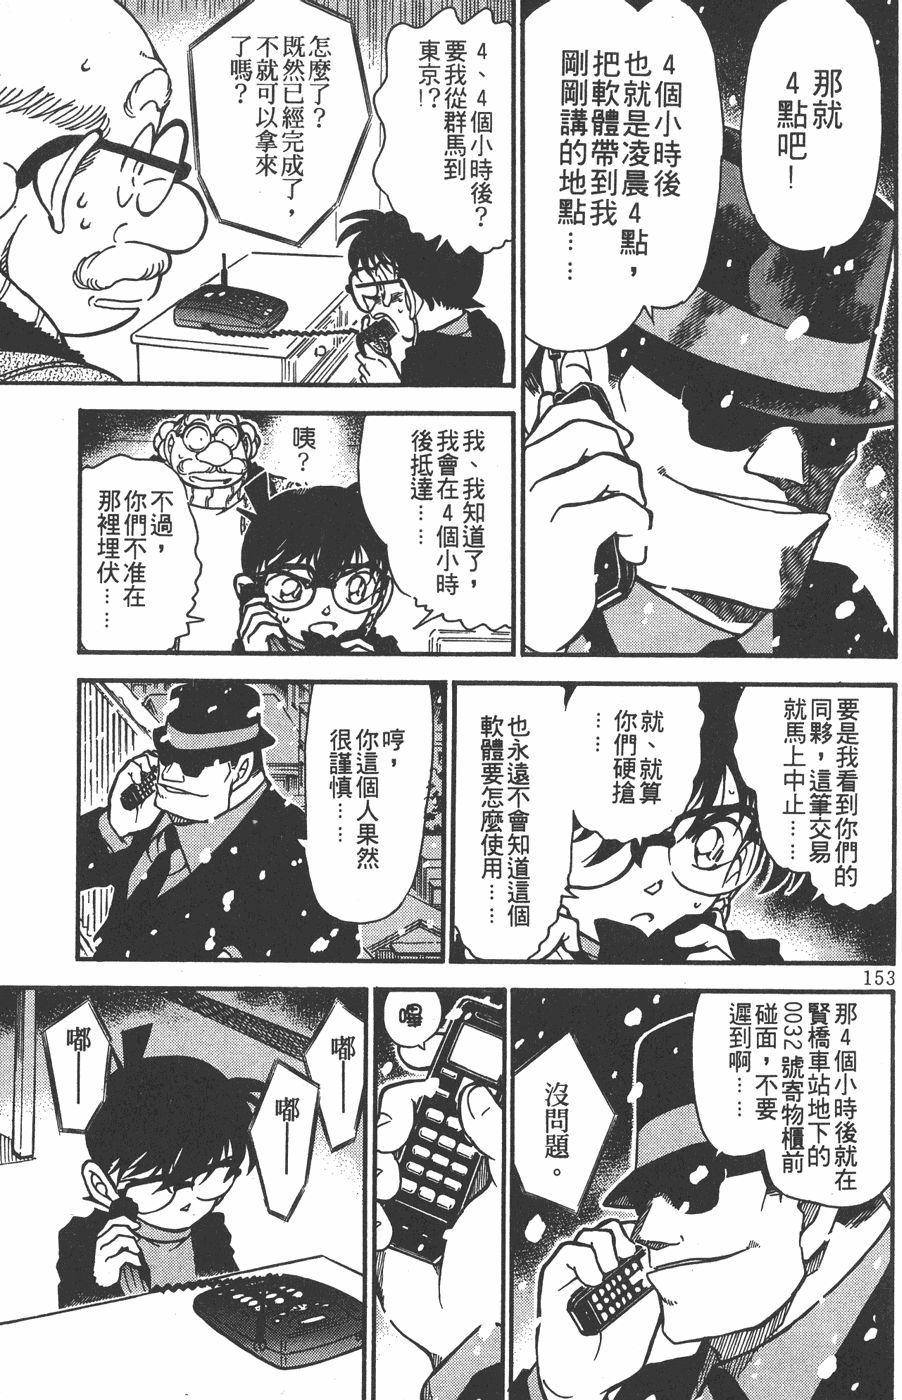 那就
4點吧！
4個小時後
也就是凌晨4點，
把軟體帶到我
剛剛講的地點……
4、4個小時後？
要我從群馬到
東京！？
怎麼了？
既然已經完成了，
不就可以拿來
了嗎？
我、我知道了，
我會在4個小時
後抵達……
咦？
不過，
你們不准在
那裡埋伏……
要是我看到你們的
同夥，這筆交易
就馬上中止……
就、就算
你們硬搶
……
也永遠不會知道這個
軟體要怎麼使用……
哼，
你這個人果然
很謹慎……
153
那4個小時後就在
賢橋車站地下的
0032號寄物櫃前
碰面，不要
遲到啊……
沒問題。
嘟——
嘟——
嘟——